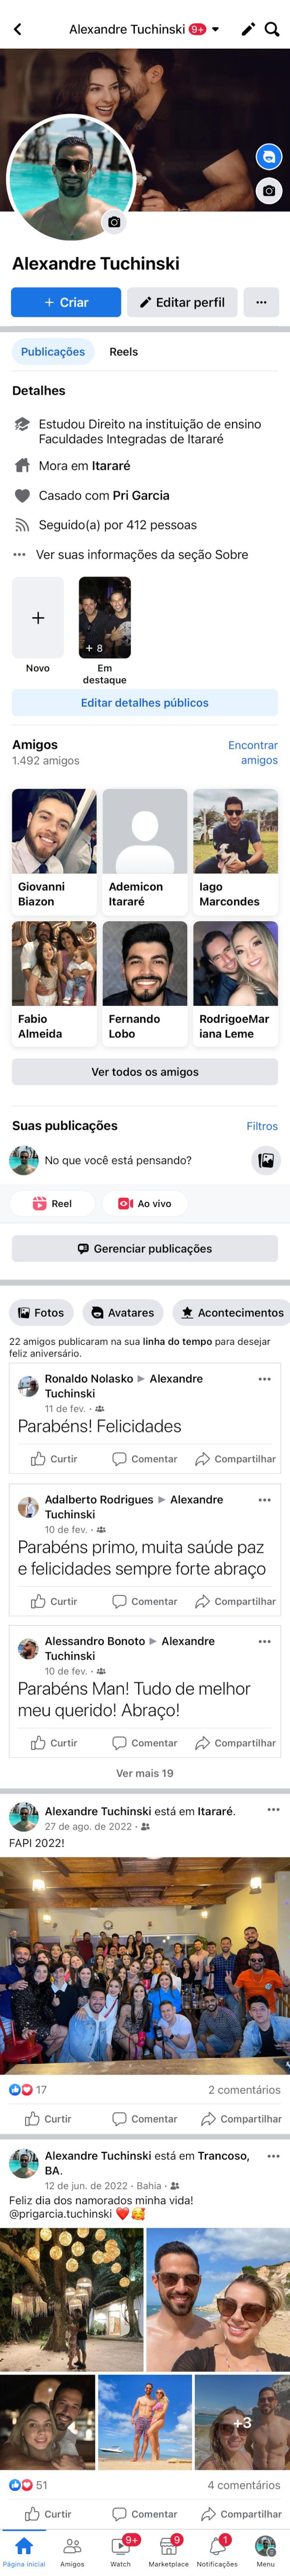 Alexandre Tuchinski 9+
Alexandre Tuchinski
+ Criar
Editar perfil
Publicações
Reels
Detalhes
Estudou Direito na instituição de ensino
Faculdades Integradas de Itararé
Mora em Itararé
Casado com Pri Garcia
Seguido(a) por 412 pessoas
Ver suas informações da seção Sobre
+ 8
Novo
Em
destaque
Editar detalhes públicos
Amigos
Encontrar
amigos
1.492 amigos
Giovanni
Biazon
Ademicon
Itararé
Iago
Marcondes
Fabio
Almeida
Fernando
Lobo
RodrigoeMar
iana Leme
Ver todos os amigos
Suas publicações
Filtros
No que você está pensando?
Reel
Ao vivo
Gerenciar publicações
Fotos
Avatares
Acontecimentos
22 amigos publicaram na sua linha do tempo para desejar
feliz aniversário.
Ronaldo Nolasco ▶ Alexandre
Tuchinski
11 de fev. ·
Parabéns! Felicidades
Curtir
Comentar
Compartilhar
Adalberto Rodrigues ▶ Alexandre
Tuchinski
10 de fev. ·
Parabéns primo, muita saúde paz
e felicidades sempre forte abraço
Curtir
Comentar
Compartilhar
Alessandro Bonoto ▶ Alexandre
Tuchinski
10 de fev. ·
Parabéns Man! Tudo de melhor
meu querido! Abraço!
Curtir
Comentar
Compartilhar
Ver mais 19
Alexandre Tuchinski está em Itararé.
27 de ago. de 2022 ·
FAPI 2022!
17
2 comentários
Curtir
Comentar
Compartilhar
Alexandre Tuchinski está em Trancoso,
BA.
12 de jun. de 2022 · Bahia ·
Feliz dia dos namorados minha vida!
@prigarcia.tuchinski ❤️🥰
+3
51
4 comentários
Curtir
Comentar
Compartilhar
9+
9
1
Página inicial
Amigos
Watch
Marketplace
Notificações
Menu